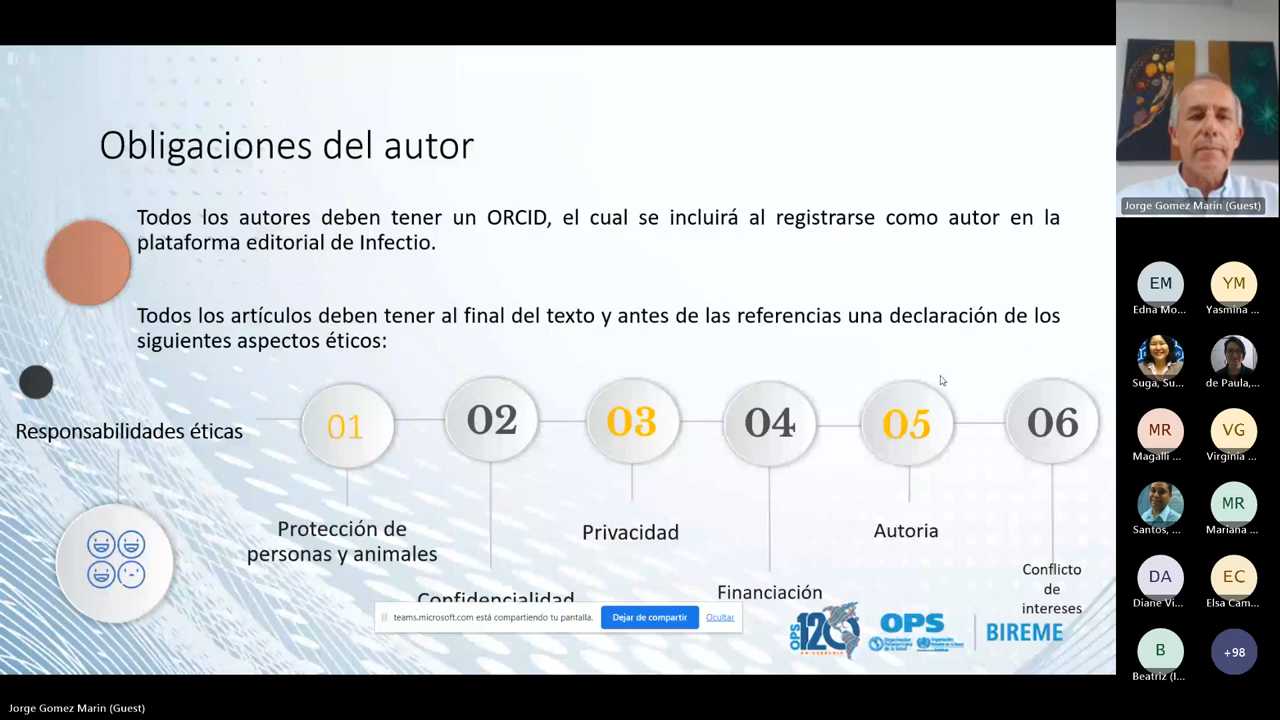 Obligaciones del autor
Todos los autores deben tener un ORCID, el cual se incluirá al registrarse como autor en la
plataforma editorial de Infectio.
Todos los artículos deben tener al final del texto y antes de las referencias una declaración de los
siguientes aspectos éticos:
Responsabilidades éticas
01
02
03
04
05
06
Protección de
personas y animales
Confidencialidad
Privacidad
Financiación
Autoria
Conflicto
de
intereses
teams.microsoft.com está compartiendo tu pantalla.
Dejar de compartir
Ocultar
OPS
120
OPS
BIREME
Jorge Gomez Marin (Guest)
EM
Edna Mo...
YM
Yasmina ...
Suga, Su...
de Paula,...
MR
Magalli ...
VG
Virginia ...
Santos, ...
MR
Mariana ...
DA
Diane Vi...
EC
Elsa Cam...
B
Beatriz (I...
+98
Jorge Gomez Marin (Guest)